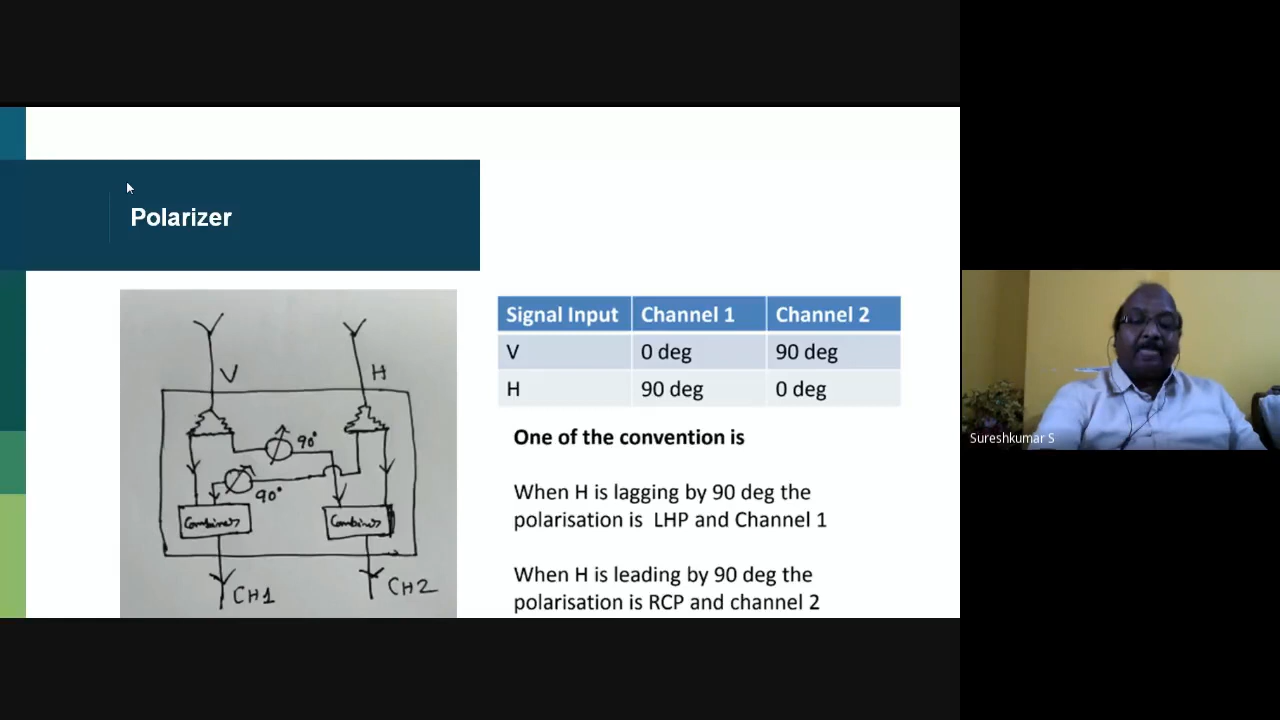 Polarizer
V
H
90°
90°
Combiner
Combiner
CH1
CH2
Signal Input Channel 1 Channel 2
V 0 deg 90 deg
H 90 deg 0 deg
One of the convention is
When H is lagging by 90 deg the
polarisation is LHP and Channel 1
When H is leading by 90 deg the
polarisation is RCP and channel 2
Sureshkumar S